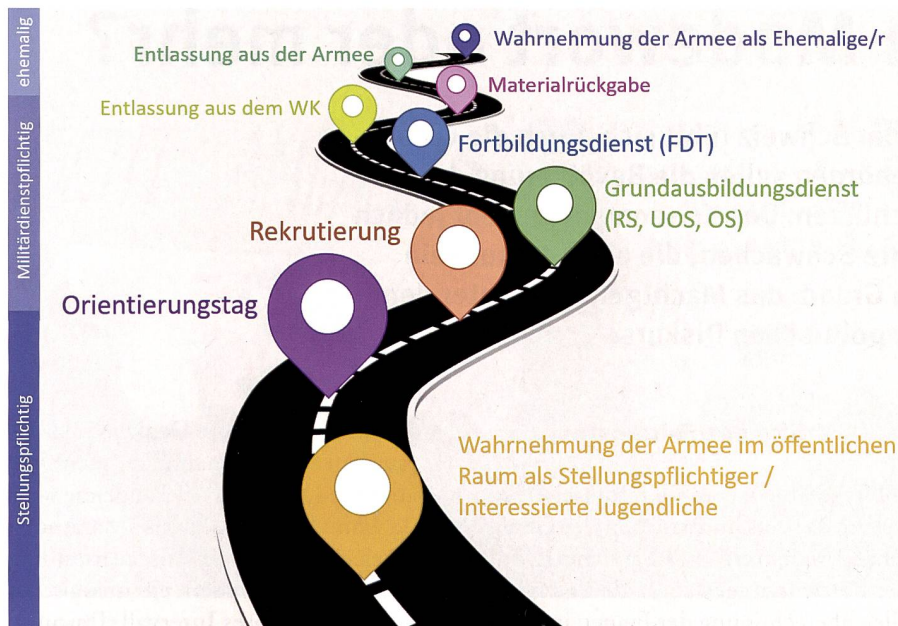 ehemalig
Militärdienstpflichtig
Stellungspflichtig
Wahrnehmung der Armee als Ehemalige/r
Entlassung aus der Armee
Materialrückgabe
Entlassung aus dem WK
Fortbildungsdienst (FDT)
Grundausbildungsdienst
(RS, UOS, OS)
Rekrutierung
Orientierungstag
Wahrnehmung der Armee im öffentlichen
Raum als Stellungspflichtiger /
Interessierte Jugendliche